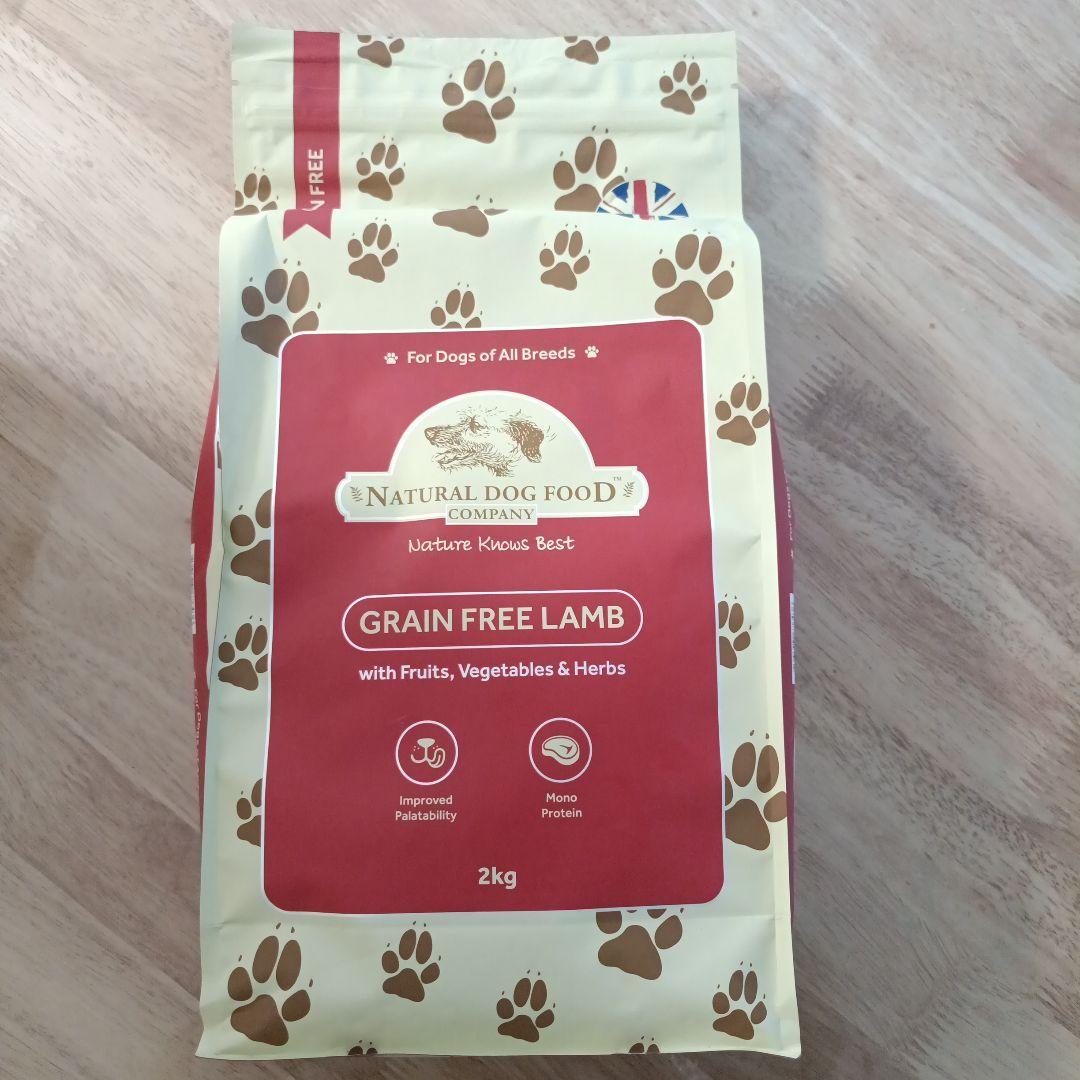 N FREE
For Dogs of All Breeds
NATURAL DOG FOOD™
COMPANY
Nature Knows Best
GRAIN FREE LAMB
with Fruits, Vegetables & Herbs
Improved
Palatability
Mono
Protein
2kg